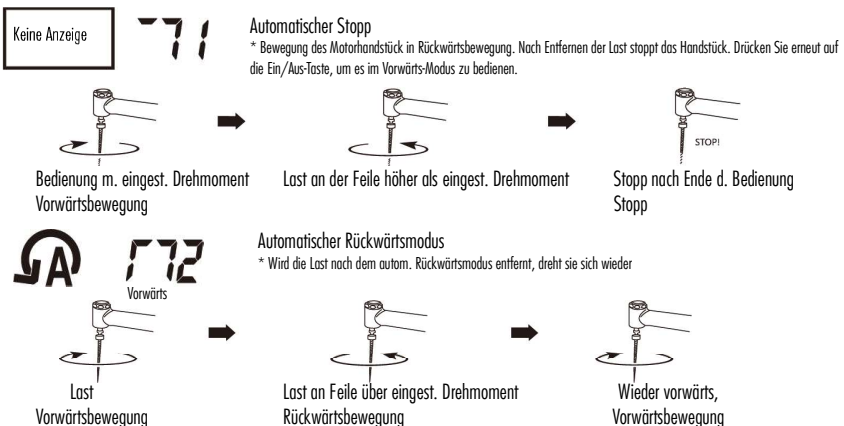 Keine Anzeige
Automatischer Stopp
* Bewegung des Motorhandstück in Rückwärtsbewegung. Nach Entfernen der Last stoppt das Handstück. Drücken Sie erneut auf
die Ein/Aus-Taste, um es im Vorwärts-Modus zu bedienen.
STOP!
Bedienung m. eingest. Drehmoment
Vorwärtsbewegung
Last an der Feile höher als eingest. Drehmoment
Stopp nach Ende d. Bedienung
Stopp
A
Vorwärts
Automatischer Rückwärtsmodus
* Wird die Last nach dem autom. Rückwärtsmodus entfernt, dreht sie sich wieder
Last
Vorwärtsbewegung
Last an Feile über eingest. Drehmoment
Rückwärtsbewegung
Wieder vorwärts,
Vorwärtsbewegung